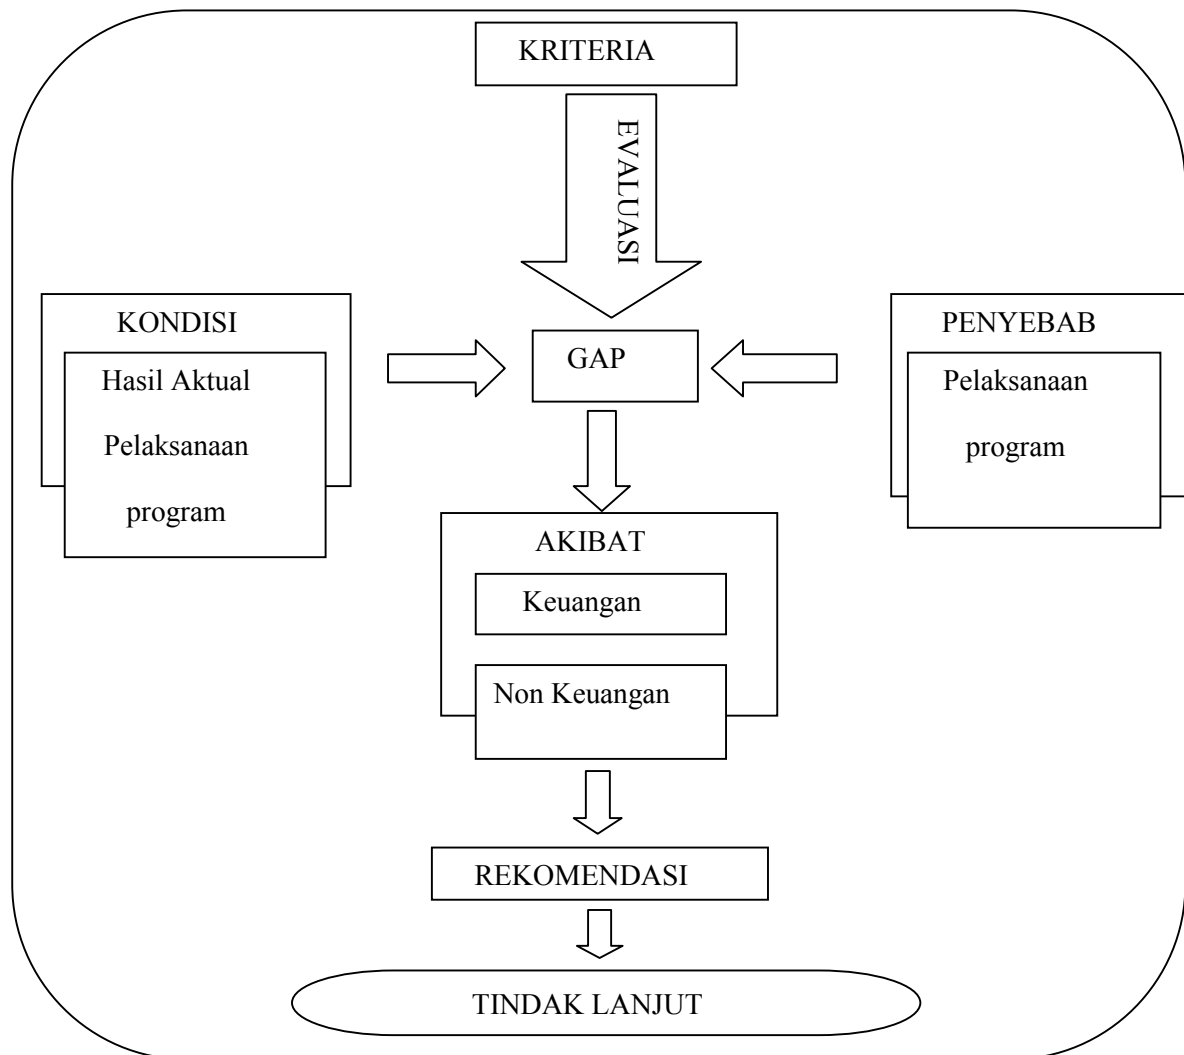 KRITERIA
EVALUASI
KONDISI
Hasil Aktual
Pelaksanaan
program
GAP
PENYEBAB
Pelaksanaan
program
AKIBAT
Keuangan
Non Keuangan
REKOMENDASI
TINDAK LANJUT